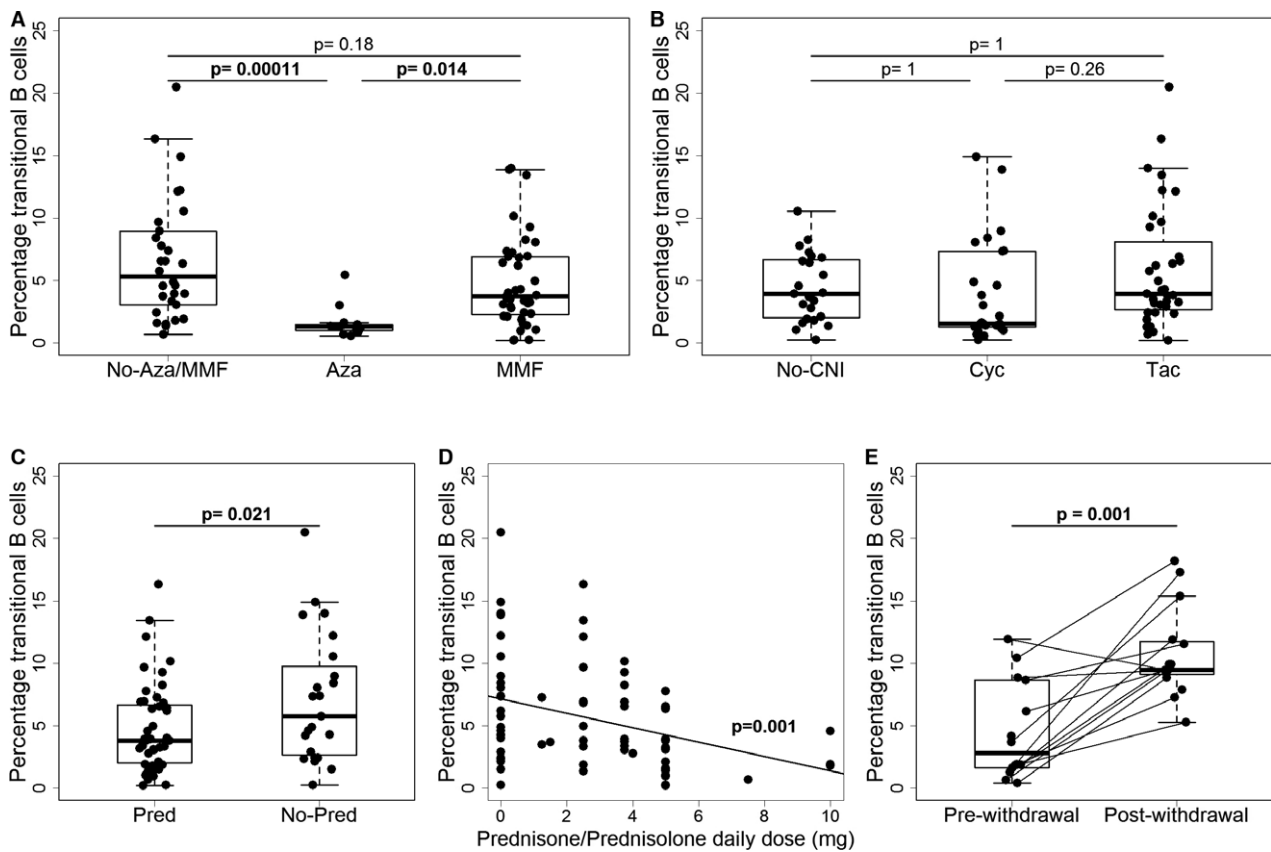 A
Percentage transitional B cells
25
20
15
10
5
0
p= 0.18
p= 0.00011
p= 0.014
No-Aza/MMF
Aza
MMF
B
Percentage transitional B cells
25
20
15
10
5
0
p= 1
p= 1
p= 0.26
No-CNI
Cyc
Tac
C
Percentage transitional B cells
25
20
15
10
5
0
p= 0.021
Pred
No-Pred
D
Percentage transitional B cells
25
20
15
10
5
0
p=0.001
0
2
4
6
8
10
Prednisone/Prednisolone daily dose (mg)
E
Percentage transitional B cells
25
20
15
10
5
0
p = 0.001
Pre-withdrawal
Post-withdrawal